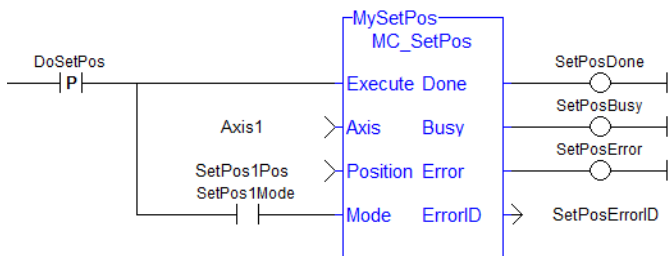 MySetPos
MC_SetPos
DoSetPos
P
Execute Done
SetPosDone
Axis1
Axis Busy
SetPosBusy
SetPos1Pos
Position Error
SetPosError
SetPos1Mode
Mode ErrorID
SetPosErrorID